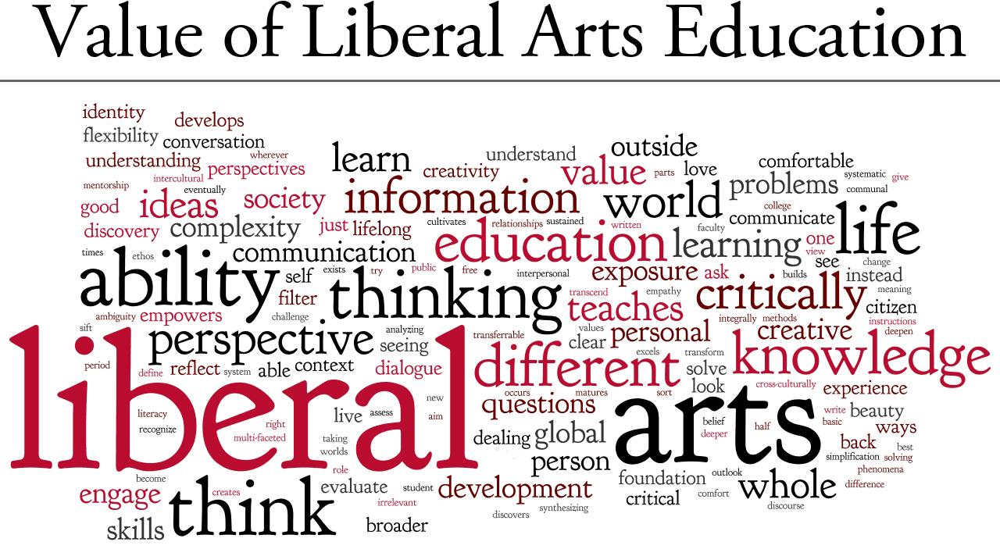 Value of Liberal Arts Education
identity
develops
flexibility
conversation
understanding
wherever
perspectives
intercultural
mentorship
eventually
good
ideas
society
discovery
complexity
just
lifelong
learn
creativity
understand
information
cultivates
relationships
sustained
outside
value
parts
love
world
written
faculty
comfortable
systematic
give
problems
communal
college
communicate
life
times
ethos
communication
education
learning
one
view
see
change
ability
self
exists
try
public
free
interpersonal
exposure
ask
builds
instead
meaning
filter
thinking
transcend
empathy
teaches
critically
citizen
ambiguity
empowers
challenge
integrally
methods
instructions
deepen
sift
perspective
analyzing
seeing
transferrable
values
clear
personal
creative
knowledge
period
define
reflect
system
able
context
dialogue
different
excels
transform
solve
look
cross-culturally
experience
liberal
literacy
recognize
right
multi-faceted
live
assess
new
aim
taking
worlds
role
occurs
matures
sort
questions
dealing
global
person
arts
belief
deeper
half
write
basic
beauty
ways
back
best
simplification
solving
phenomena
become
engage
creates
think
skills
evaluate
student
irrelevant
broader
development
discovers
synthesizing
foundation
outlook
critical
comfort
whole
difference
discourse